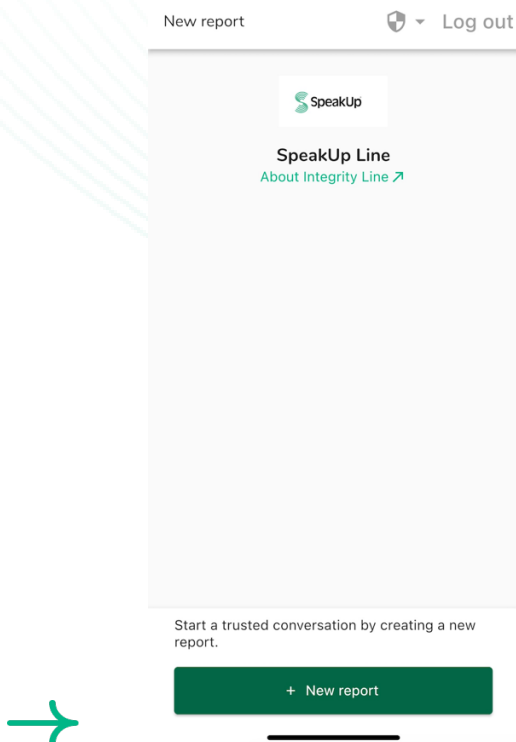 New report
Log out
SpeakUp
SpeakUp Line
About Integrity Line
Start a trusted conversation by creating a new
report.
+ New report